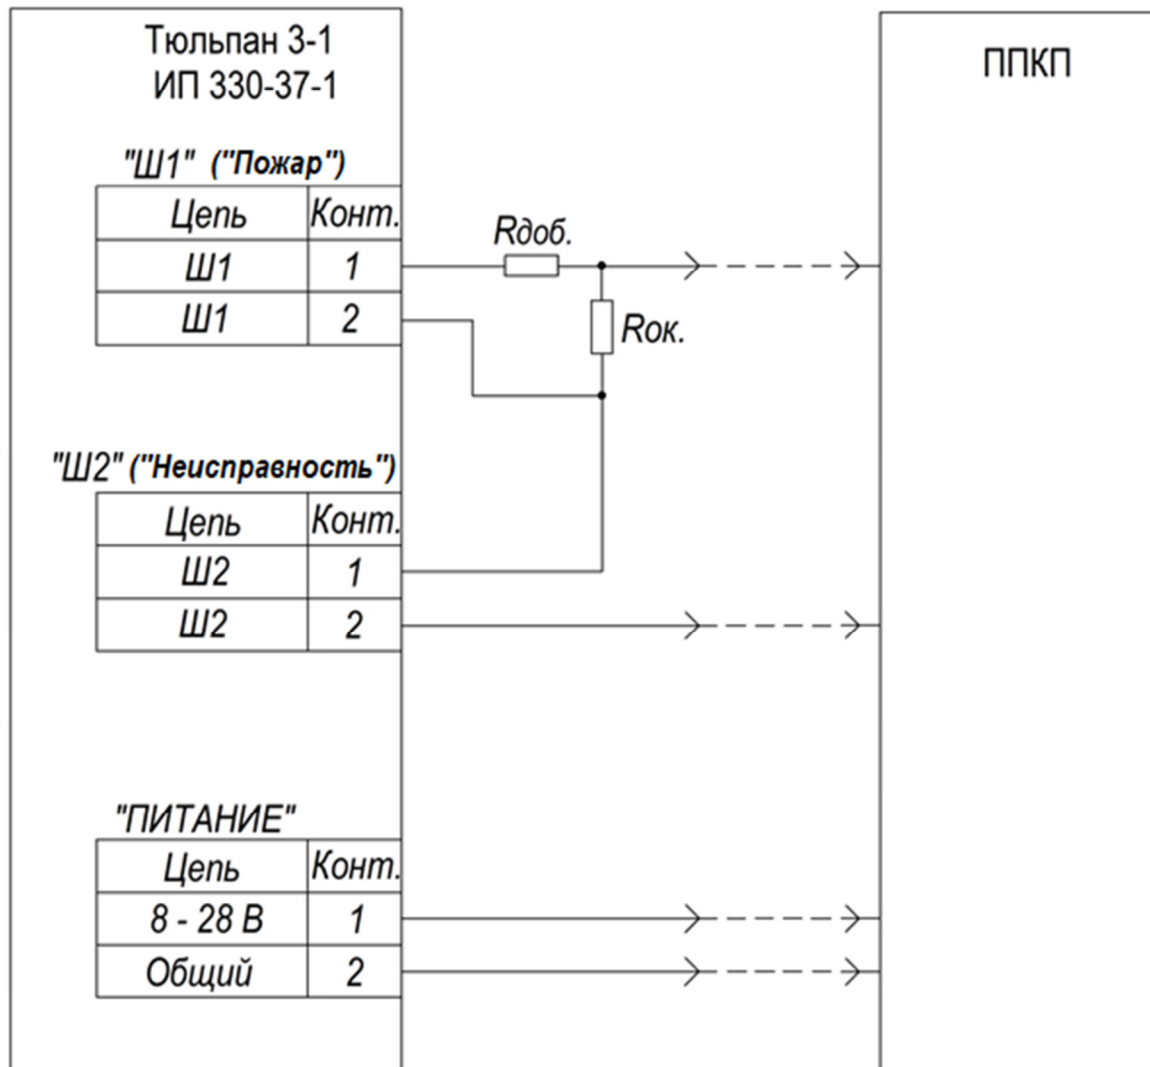 Тюльпан 3-1
ИП 330-37-1
ППКП
"Ш1" ("Пожар")
Цепь Конт.
Ш1 1
Ш1 2
Rдоб.
Rок.
"Ш2" ("Неисправность")
Цепь Конт.
Ш2 1
Ш2 2
"ПИТАНИЕ"
Цепь Конт.
8 - 28 В 1
Общий 2